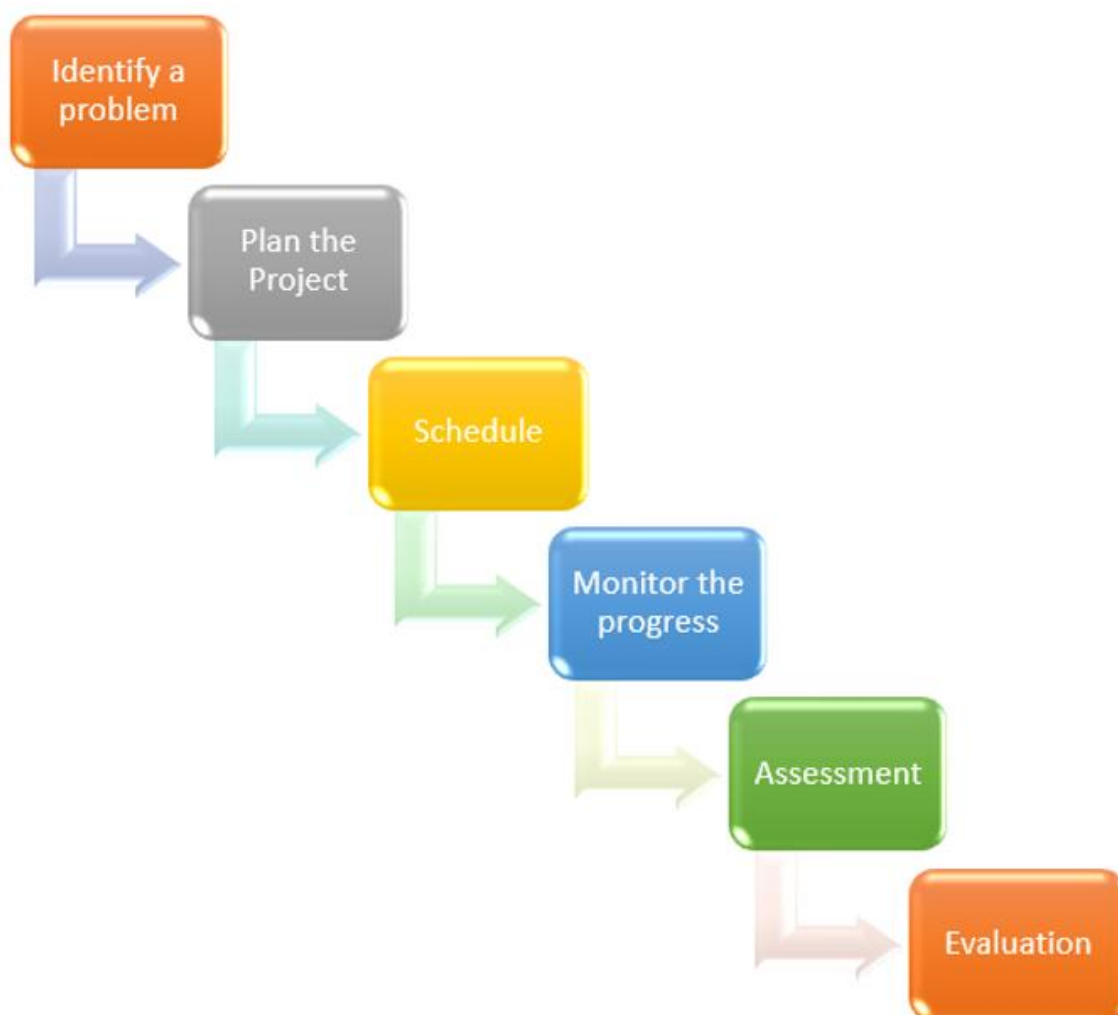 Identify a
problem
Plan the
Project
Schedule
Monitor the
progress
Assessment
Evaluation